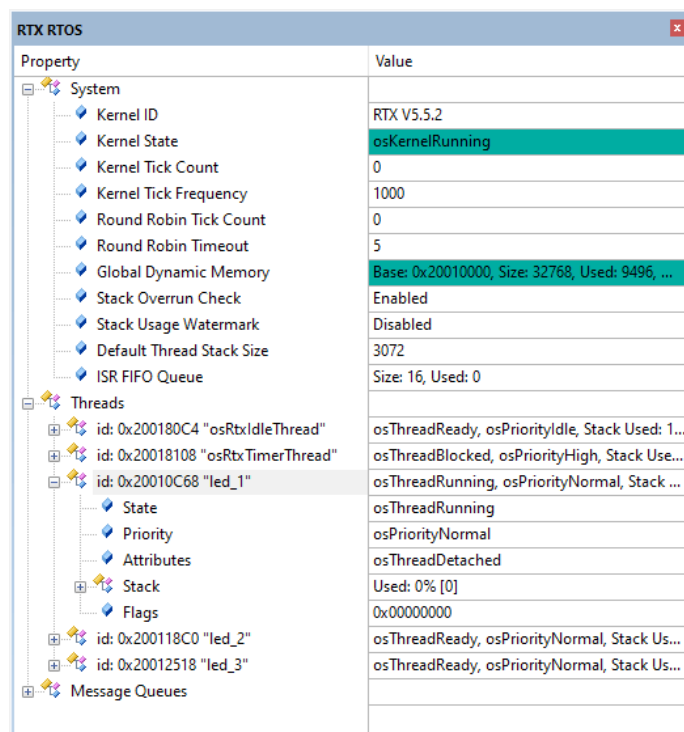 RTX RTOS
Property Value
System
Kernel ID RTX V5.5.2
Kernel State osKernelRunning
Kernel Tick Count 0
Kernel Tick Frequency 1000
Round Robin Tick Count 0
Round Robin Timeout 5
Global Dynamic Memory Base: 0x20010000, Size: 32768, Used: 9496, ...
Stack Overrun Check Enabled
Stack Usage Watermark Disabled
Default Thread Stack Size 3072
ISR FIFO Queue Size: 16, Used: 0
Threads
id: 0x200180C4 "osRtxIdleThread" osThreadReady, osPriorityIdle, Stack Used: 1...
id: 0x20018108 "osRtxTimerThread" osThreadBlocked, osPriorityHigh, Stack Use...
id: 0x20010C68 "led_1" osThreadRunning, osPriorityNormal, Stack ...
State osThreadRunning
Priority osPriorityNormal
Attributes osThreadDetached
Stack Used: 0% [0]
Flags 0x00000000
id: 0x200118C0 "led_2" osThreadReady, osPriorityNormal, Stack Us...
id: 0x20012518 "led_3" osThreadReady, osPriorityNormal, Stack Us...
Message Queues